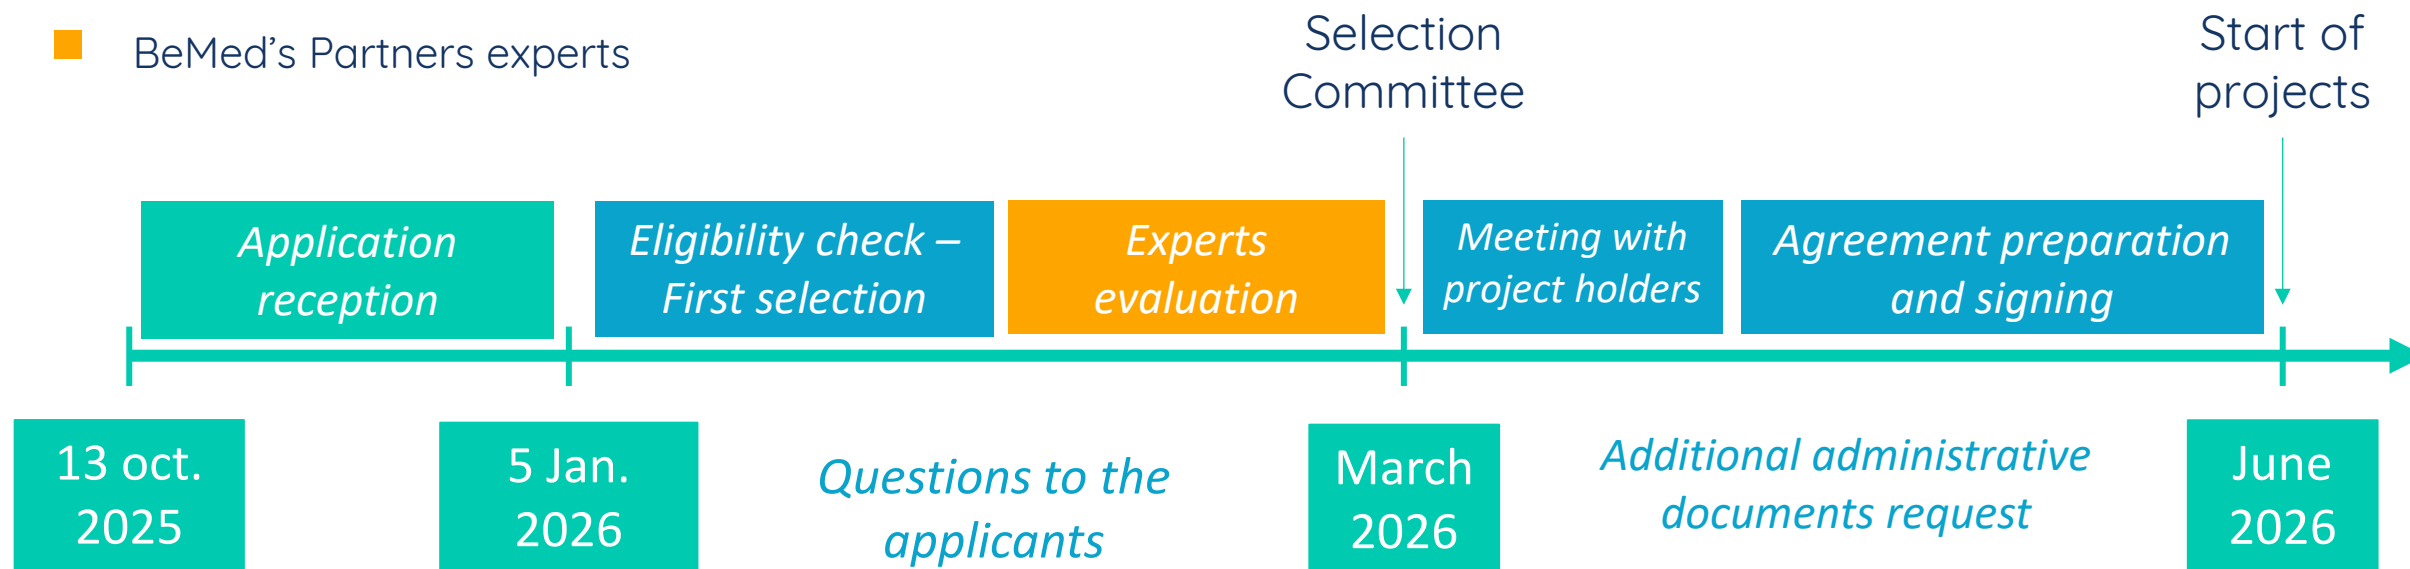 BeMed’s Partners experts
Selection
Committee
Start of
projects
Application
reception
Eligibility check –
First selection
Experts
evaluation
Meeting with
project holders
Agreement preparation
and signing
13 oct.
2025
5 Jan.
2026
Questions to the
applicants
March
2026
Additional administrative
documents request
June
2026